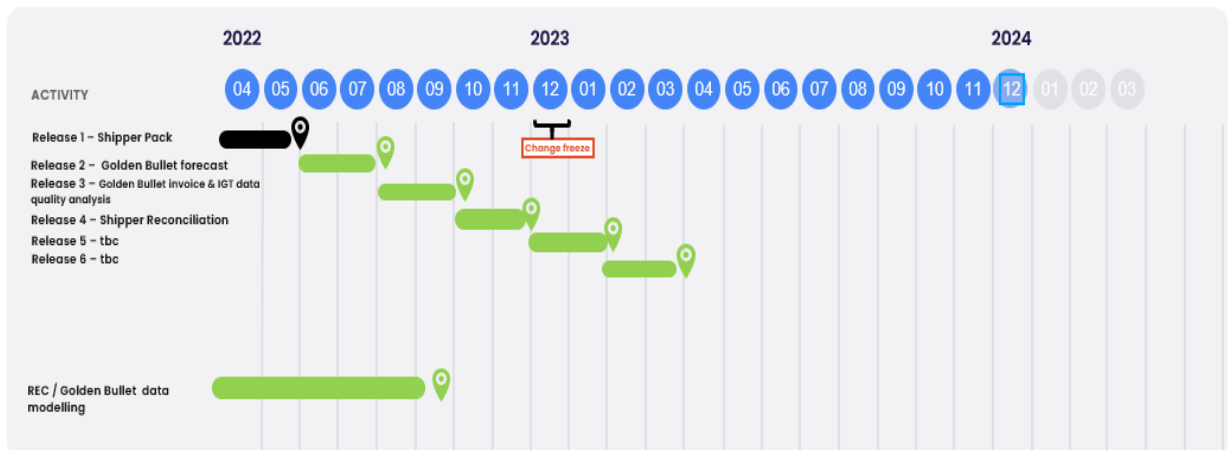 2022 2023 2024
ACTIVITY 04 05 06 07 08 09 10 11 12 01 02 03 04 05 06 07 08 09 10 11 12 01 02 03
Release 1 – Shipper Pack
Change freeze
Release 2 – Golden Bullet forecast
Release 3 – Golden Bullet invoice & IGT data
quality analysis
Release 4 – Shipper Reconciliation
Release 5 – tbc
Release 6 – tbc
REC / Golden Bullet data
modelling